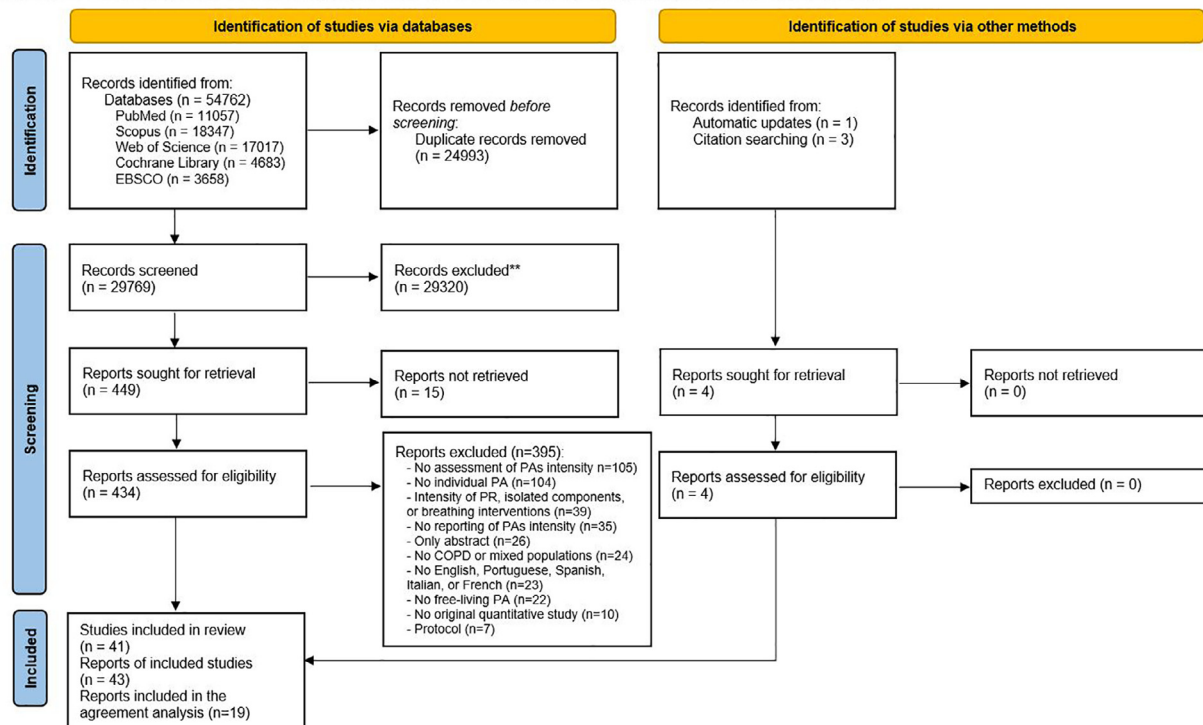 Identification of studies via databases
Identification of studies via other methods
Identification
Records identified from:
Databases (n = 54762)
PubMed (n = 11057)
Scopus (n = 18347)
Web of Science (n = 17017)
Cochrane Library (n = 4683)
EBSCO (n = 3658)
Records removed before
screening:
Duplicate records removed
(n = 24993)
Records identified from:
Automatic updates (n = 1)
Citation searching (n = 3)
Screening
Records screened
(n = 29769)
Records excluded**
(n = 29320)
Reports sought for retrieval
(n = 449)
Reports not retrieved
(n = 15)
Reports sought for retrieval
(n = 4)
Reports not retrieved
(n = 0)
Reports assessed for eligibility
(n = 434)
Reports excluded (n=395):
- No assessment of PAs intensity n=105)
- No individual PA (n=104)
- Intensity of PR, isolated components,
or breathing interventions (n=39)
- No reporting of PAs intensity (n=35)
- Only abstract (n=26)
- No COPD or mixed populations (n=24)
- No English, Portuguese, Spanish,
Italian, or French (n=23)
- No free-living PA (n=22)
- No original quantitative study (n=10)
- Protocol (n=7)
Reports assessed for eligibility
(n = 4)
Reports excluded (n = 0)
Included
Studies included in review
(n = 41)
Reports of included studies
(n = 43)
Reports included in the
agreement analysis (n=19)